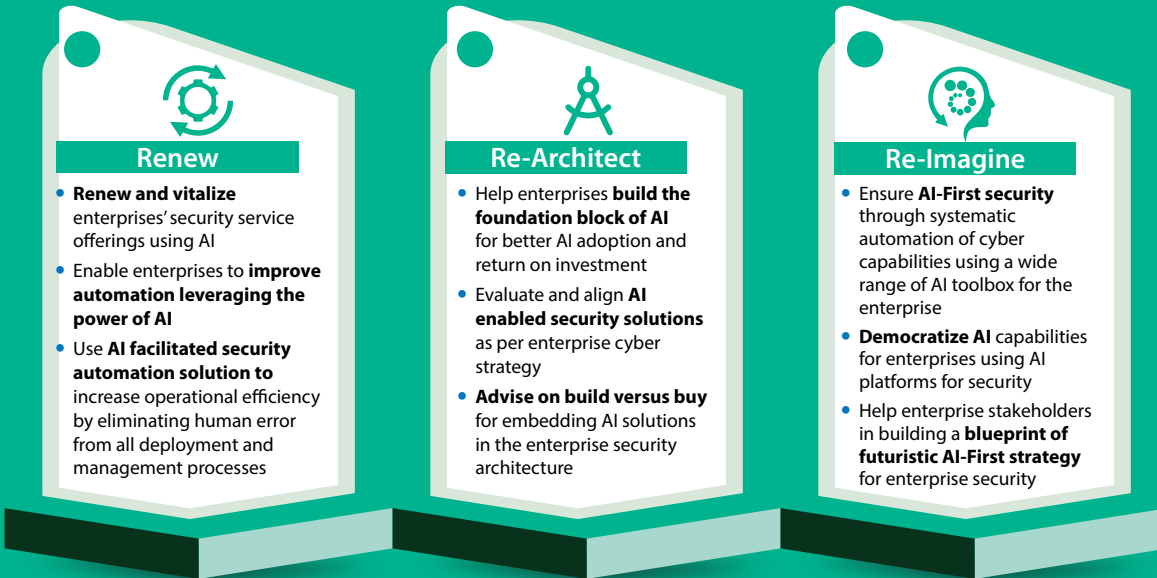 Renew
• Renew and vitalize
enterprises’ security service
offerings using AI
• Enable enterprises to improve
automation leveraging the
power of AI
• Use AI facilitated security
automation solution to
increase operational efficiency
by eliminating human error
from all deployment and
management processes
Re-Architect
• Help enterprises build the
foundation block of AI
for better AI adoption and
return on investment
• Evaluate and align AI
enabled security solutions
as per enterprise cyber
strategy
• Advise on build versus buy
for embedding AI solutions
in the enterprise security
architecture
Re-Imagine
• Ensure AI-First security
through systematic
automation of cyber
capabilities using a wide
range of AI toolbox for the
enterprise
• Democratize AI capabilities
for enterprises using AI
platforms for security
• Help enterprise stakeholders
in building a blueprint of
futuristic AI-First strategy
for enterprise security